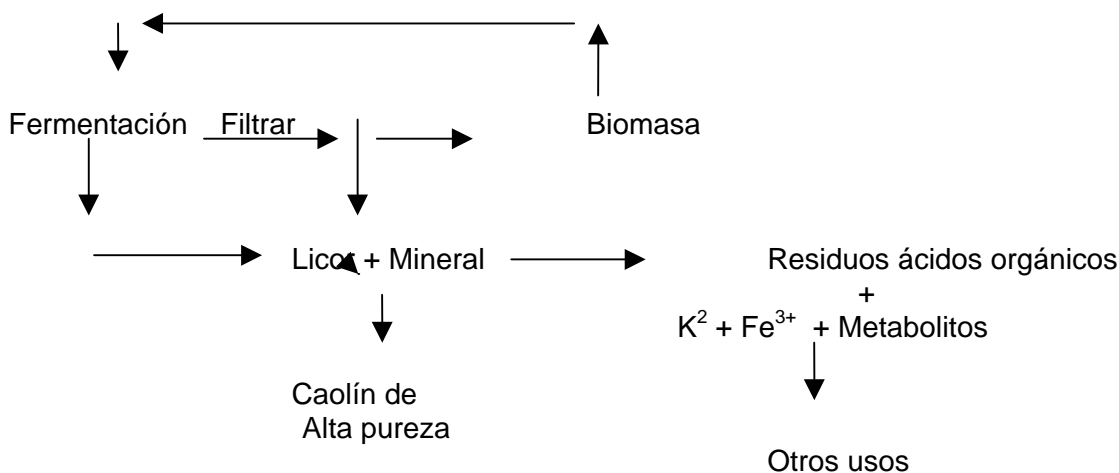 Fermentación Filtrar Biomasa
Licor + Mineral Residuos ácidos orgánicos
+
K² + Fe³⁺ + Metabolitos
Caolín de
Alta pureza
Otros usos